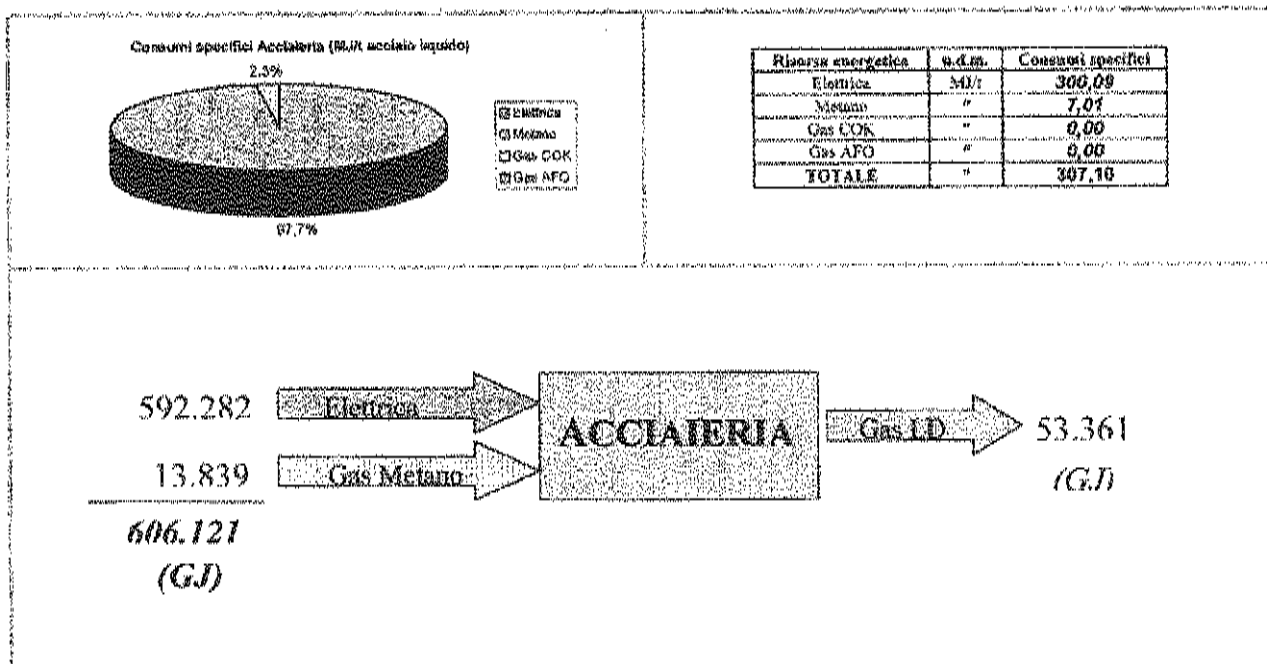 Consumi specifici Acciaieria (MJ/t acciaio liquido)
2,3%
Elettrica
Metano
Gas COK
Gas AFO
97,7%
Risorsa energetica u.d.m. Consumi specifici
Elettrica MJ/t 300,09
Metano " 7,01
Gas COK " 0,00
Gas AFO " 0,00
TOTALE " 307,10
592.282 Elettrica
13.839 Gas Metano
606.121
(GJ)
ACCIAIERIA
Gas LD 53.361
(GJ)